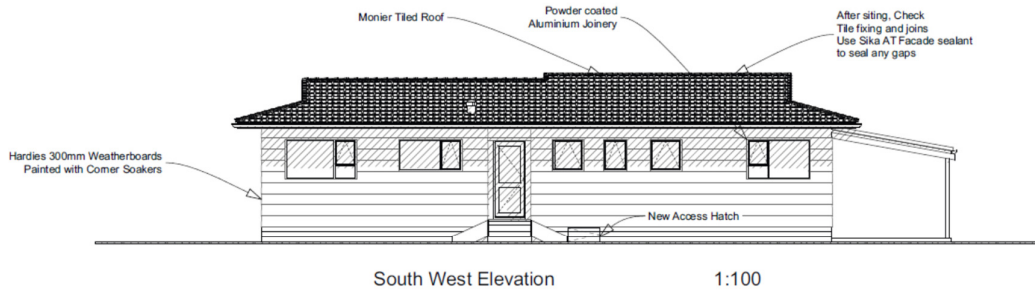 Monier Tiled Roof
Powder coated
Aluminium Joinery
After siting, Check
Tile fixing and joins
Use Sika AT Facade sealant
to seal any gaps
Hardies 300mm Weatherboards
Painted with Corner Soakers
New Access Hatch
South West Elevation 1:100